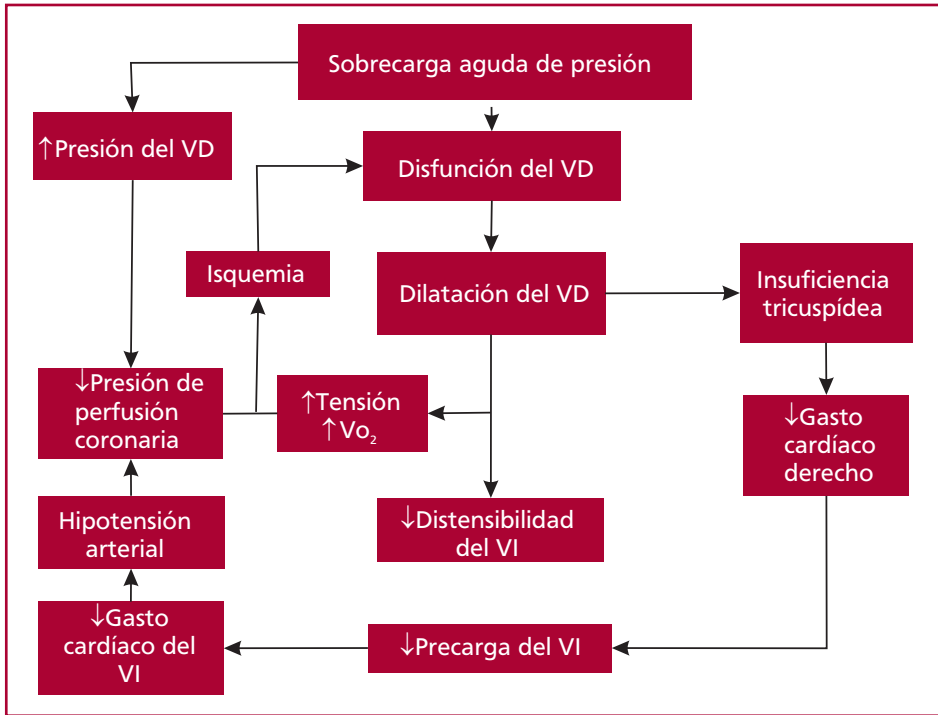 Sobrecarga aguda de presión
↑Presión del VD
Disfunción del VD
Isquemia
Dilatación del VD
Insuficiencia
tricuspídea
↓Presión de
perfusión
coronaria
↑Tensión
↑Vo₂
↓Gasto
cardíaco
derecho
Hipotensión
arterial
↓Distensibilidad
del VI
↓Gasto
cardíaco del
VI
↓Precarga del VI